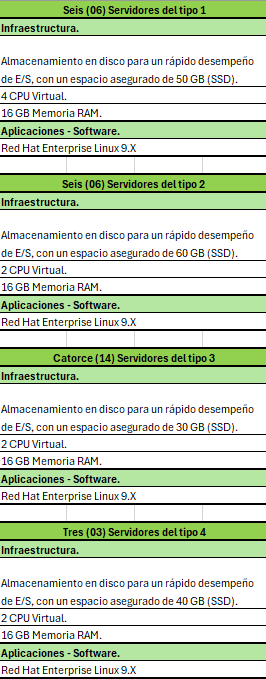 Seis (06) Servidores del tipo 1
Infraestructura.
Almacenamiento en disco para un rápido desempeño
de E/S, con un espacio asegurado de 50 GB (SSD).
4 CPU Virtual.
16 GB Memoria RAM.
Aplicaciones - Software.
Red Hat Enterprise Linux 9.X
Seis (06) Servidores del tipo 2
Infraestructura.
Almacenamiento en disco para un rápido desempeño
de E/S, con un espacio asegurado de 60 GB (SSD).
2 CPU Virtual.
16 GB Memoria RAM.
Aplicaciones - Software.
Red Hat Enterprise Linux 9.X
Catorce (14) Servidores del tipo 3
Infraestructura.
Almacenamiento en disco para un rápido desempeño
de E/S, con un espacio asegurado de 30 GB (SSD).
2 CPU Virtual.
16 GB Memoria RAM.
Aplicaciones - Software.
Red Hat Enterprise Linux 9.X
Tres (03) Servidores del tipo 4
Infraestructura.
Almacenamiento en disco para un rápido desempeño
de E/S, con un espacio asegurado de 40 GB (SSD).
2 CPU Virtual.
16 GB Memoria RAM.
Aplicaciones - Software.
Red Hat Enterprise Linux 9.X